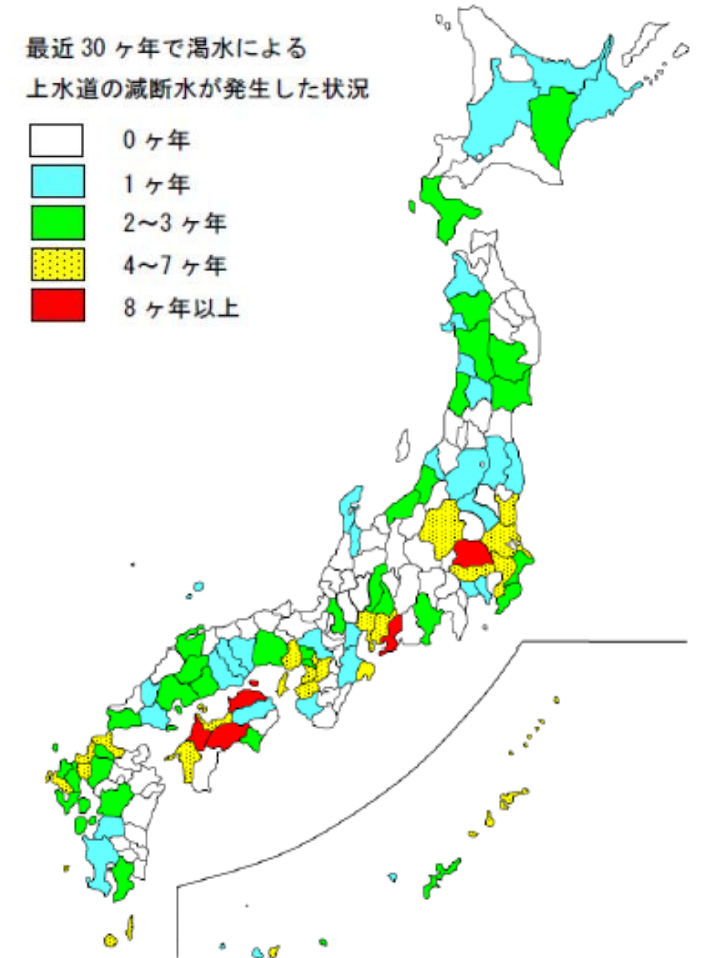 最近30ヶ年で渇水による
上水道の減断水が発生した状況
0ヶ年
1ヶ年
2～3ヶ年
4～7ヶ年
8ヶ年以上